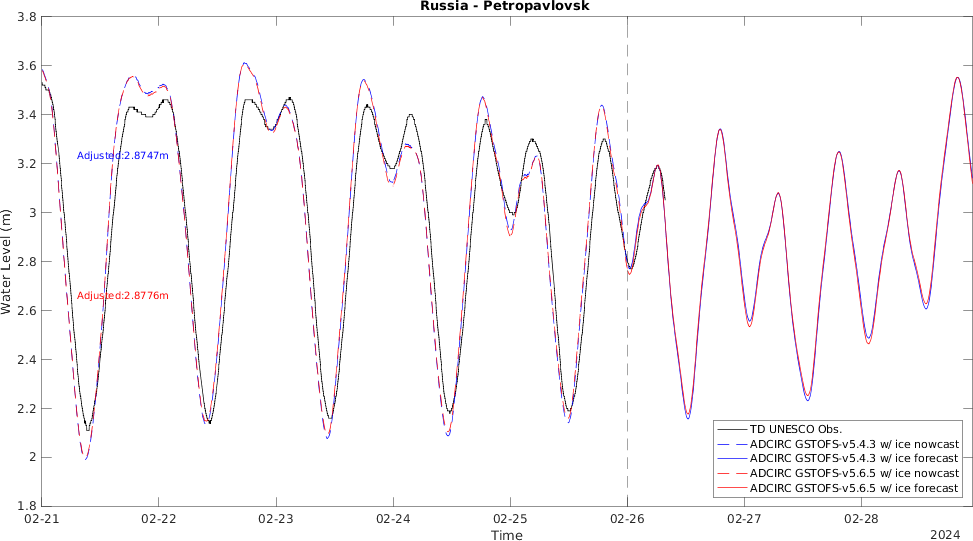 Russia - Petropavlovsk
3.8
3.6
3.4
3.2
3
2.8
2.6
2.4
2.2
2
1.8
Water Level (m)
Adjusted:2.8747m
Adjusted:2.8776m
TD UNESCO Obs.
ADCIRC GSTOFS-v5.4.3 w/ ice nowcast
ADCIRC GSTOFS-v5.4.3 w/ ice forecast
ADCIRC GSTOFS-v5.6.5 w/ ice nowcast
ADCIRC GSTOFS-v5.6.5 w/ ice forecast
02-21 02-22 02-23 02-24 02-25 02-26 02-27 02-28
Time
2024